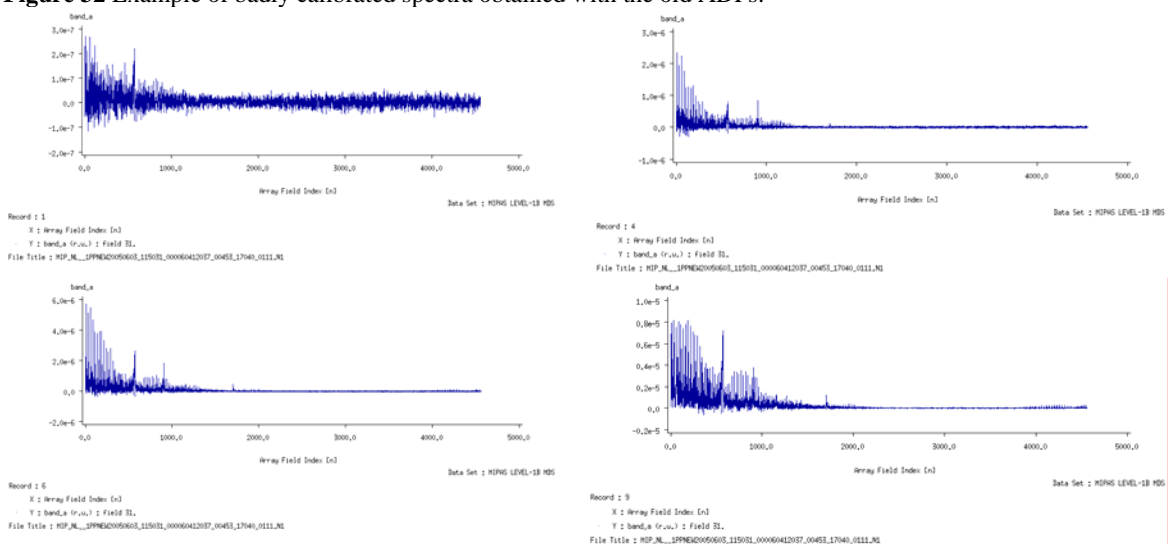 Figure 32 Example of badly calibrated spectra obtained with the old ADFs.
band_a
3,0e-7
1,0e-7
0,0
-1,0e-7
-2,0e-7
0,0 1000,0 2000,0 3000,0 4000,0 5000,0
Array Field Index [n]
Data Set : MIPAS LEVEL-1B MDS
Record : 1
X : Array Field Index [n]
Y : band_a (r.u.) : Field 31.
File Title : MIP_NL__1PPNEW20050603_115031_000060412037_00453_17040_0111.N1
band_a
3,0e-6
2,0e-6
1,0e-6
0,0
-1,0e-6
0,0 1000,0 2000,0 3000,0 4000,0 5000,0
Array Field Index [n]
Data Set : MIPAS LEVEL-1B MDS
Record : 4
X : Array Field Index [n]
Y : band_a (r.u.) : Field 31.
File Title : MIP_NL__1PPNEW20050603_115031_000060412037_00453_17040_0111.N1
band_a
6,0e-6
4,0e-6
2,0e-6
0,0
-2,0e-6
0,0 1000,0 2000,0 3000,0 4000,0 5000,0
Array Field Index [n]
Data Set : MIPAS LEVEL-1B MDS
Record : 6
X : Array Field Index [n]
Y : band_a (r.u.) : Field 31.
File Title : MIP_NL__1PPNEW20050603_115031_000060412037_00453_17040_0111.N1
band_a
1,0e-5
0,8e-5
0,6e-5
0,4e-5
0,2e-5
0,0
-0,2e-5
0,0 1000,0 2000,0 3000,0 4000,0 5000,0
Array Field Index [n]
Data Set : MIPAS LEVEL-1B MDS
Record : 9
X : Array Field Index [n]
Y : band_a (r.u.) : Field 31.
File Title : MIP_NL__1PPNEW20050603_115031_000060412037_00453_17040_0111.N1